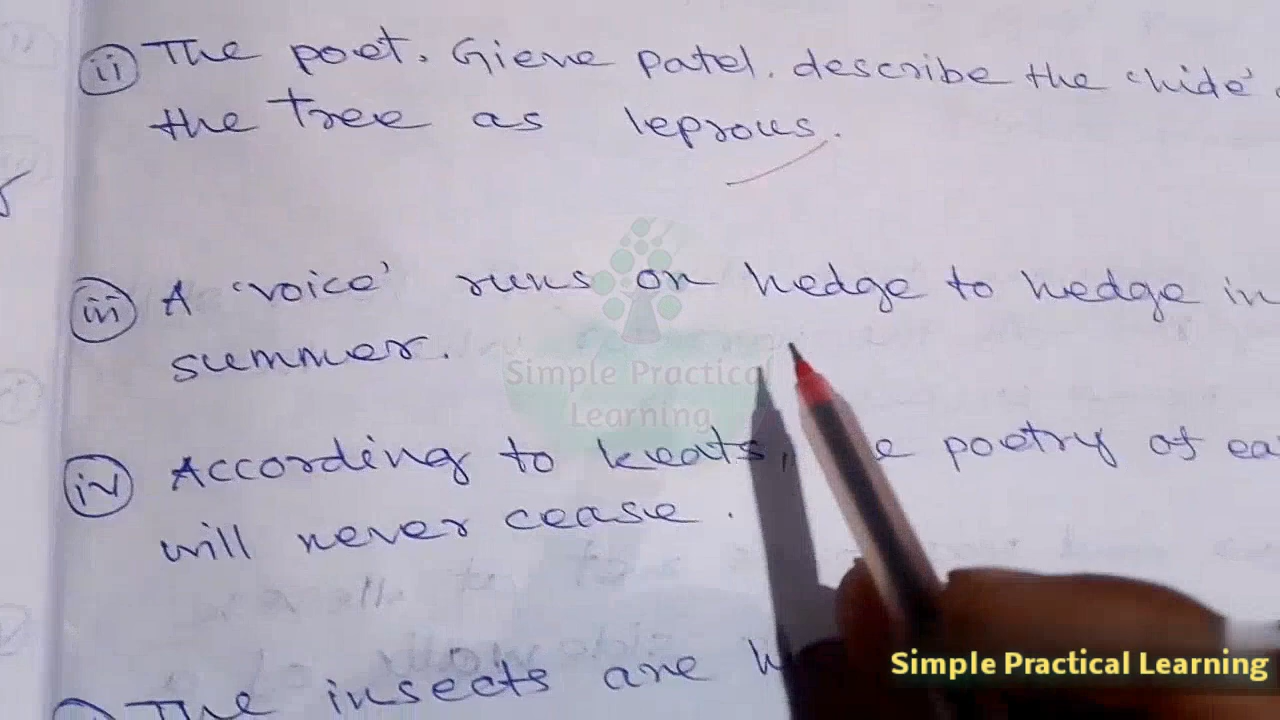 ii The poet, Gieve Patel, describe the 'hide'
the Tree as leprous.
iii A 'voice' runs on hedge to hedge in
summer.
Simple Practical
Learning
iv According to Keats, poetry of
will never cease.
The insects are
Simple Practical Learning